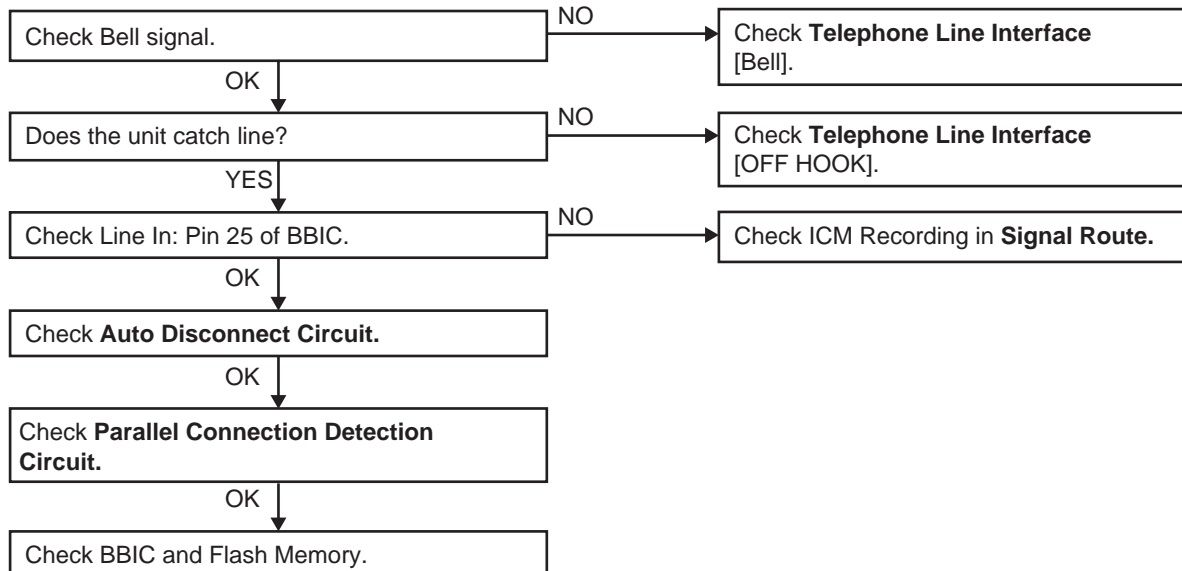 Check Bell signal.
NO
Check Telephone Line Interface
[Bell].
OK
Does the unit catch line?
NO
Check Telephone Line Interface
[OFF HOOK].
YES
Check Line In: Pin 25 of BBIC.
NO
Check ICM Recording in Signal Route.
OK
Check Auto Disconnect Circuit.
OK
Check Parallel Connection Detection
Circuit.
OK
Check BBIC and Flash Memory.